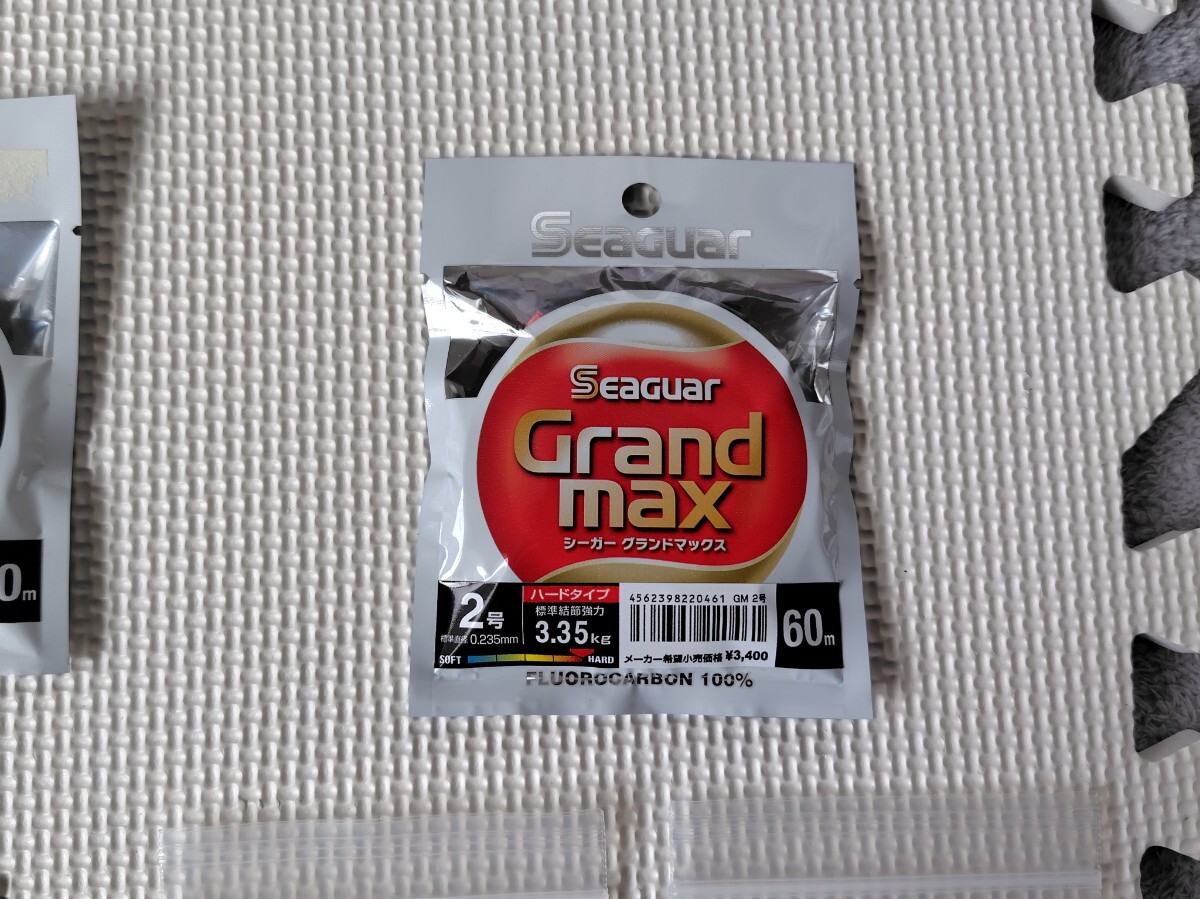 Seaguar
Seaguar
Grand
max
シーガー グランドマックス
2号
標準直径 0.235mm
ハードタイプ
標準結節強力
3.35kg
SOFT HARD
4562398220461 GM 2号
メーカー希望小売価格 ¥3,400
60m
FLUOROCARBON 100%
0m